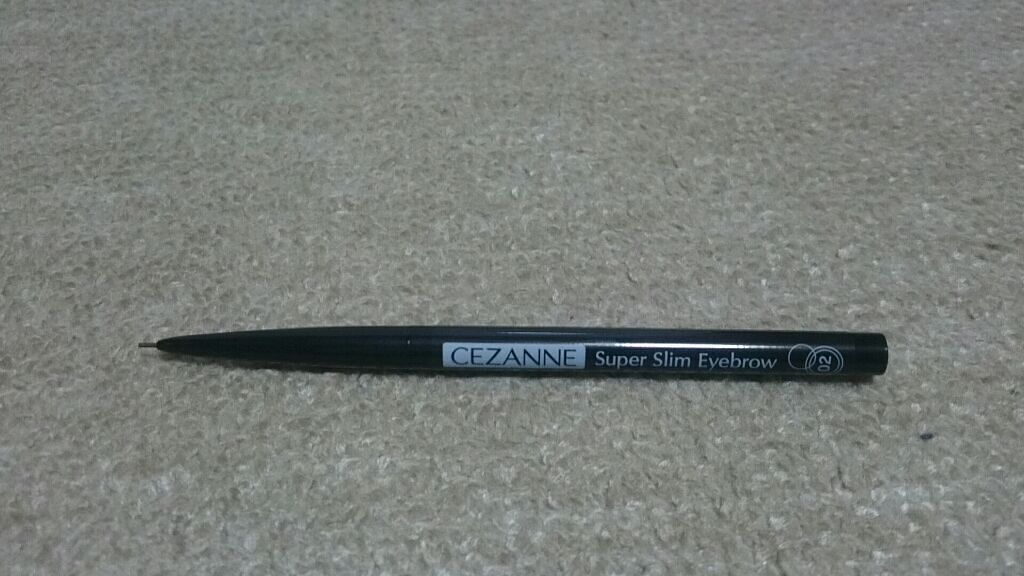 CEZANNE Super Slim Eyebrow 02